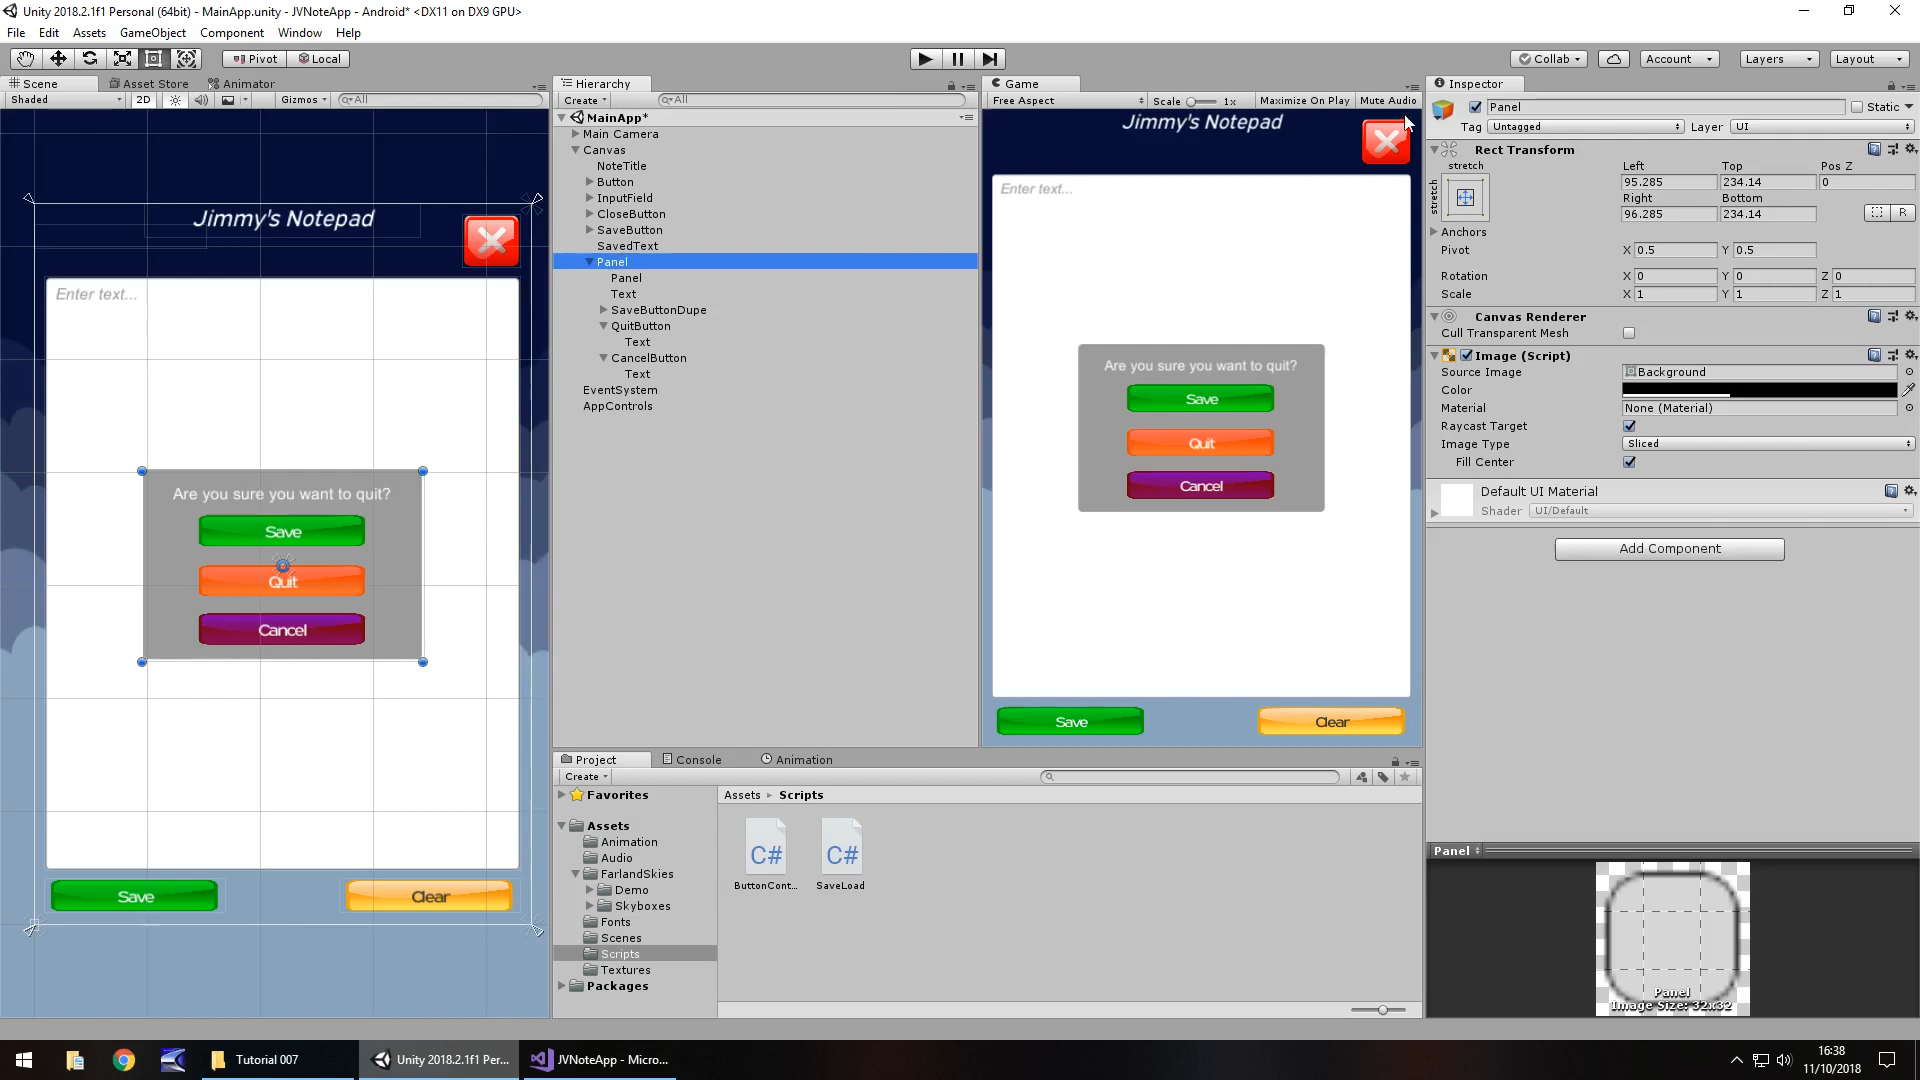 Unity 2018.2.1f1 Personal (64bit) - MainApp.unity - JVNoteApp - Android* <DX11 on DX9 GPU>
File Edit Assets GameObject Component Window Help
Pivot Local Collab Account Layers Layout
Scene Asset Store Animator
Shaded 2D Gizmos All
Jimmy's Notepad
Enter text...
Are you sure you want to quit?
Save
Quit
Cancel
Save Clear
Hierarchy
Create All
MainApp*
Main Camera
Canvas
NoteTitle
Button
InputField
CloseButton
SaveButton
SavedText
Panel
Panel
Text
SaveButtonDupe
QuitButton
Text
CancelButton
Text
EventSystem
AppControls
Game
Free Aspect Scale 1x Maximize On Play Mute Audio
Jimmy's Notepad
Enter text...
Are you sure you want to quit?
Save
Quit
Cancel
Save Clear
Inspector
Panel Static
Tag Untagged Layer UI
Rect Transform
stretch Left Top Pos Z
stretch 95.285 234.14 0
Right Bottom
96.285 234.14 R
Anchors
Pivot X 0.5 Y 0.5
Rotation X 0 Y 0 Z 0
Scale X 1 Y 1 Z 1
Canvas Renderer
Cull Transparent Mesh
Image (Script)
Source Image Background
Color
Material None (Material)
Raycast Target
Image Type Sliced
Fill Center
Default UI Material
Shader UI/Default
Add Component
Panel
Panel
Image Size: 32x32
Project Console Animation
Create
Favorites
Assets
Animation
Audio
FarlandSkies
Demo
Skyboxes
Fonts
Scenes
Scripts
Textures
Packages
Assets Scripts
C# C#
ButtonCont... SaveLoad
Tutorial 007 Unity 2018.2.1f1 Per... JVNoteApp - Micro...
16:38
11/10/2018